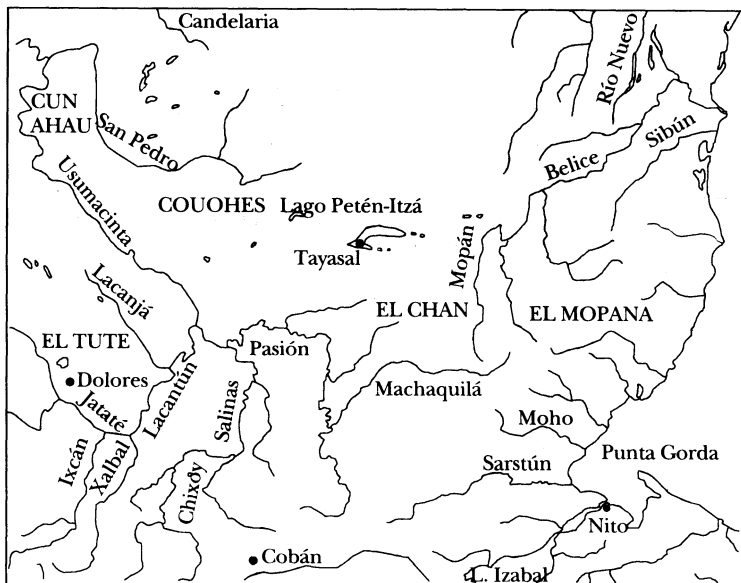 Candelaria
Río Nuevo
CUN
AHAU
San Pedro
Sibún
Belice
Usumacinta
COUOHES
Lago Petén-Itzá
Tayasal
Mopán
Lacanjá
EL CHAN
EL MOPANA
EL TUTE
Pasión
Dolores
Jataté
Lacantún
Salinas
Machaquilá
Moho
Ixcán
Xalbal
Chixoy
Sarstún
Punta Gorda
Nito
Cobán
L. Izabal